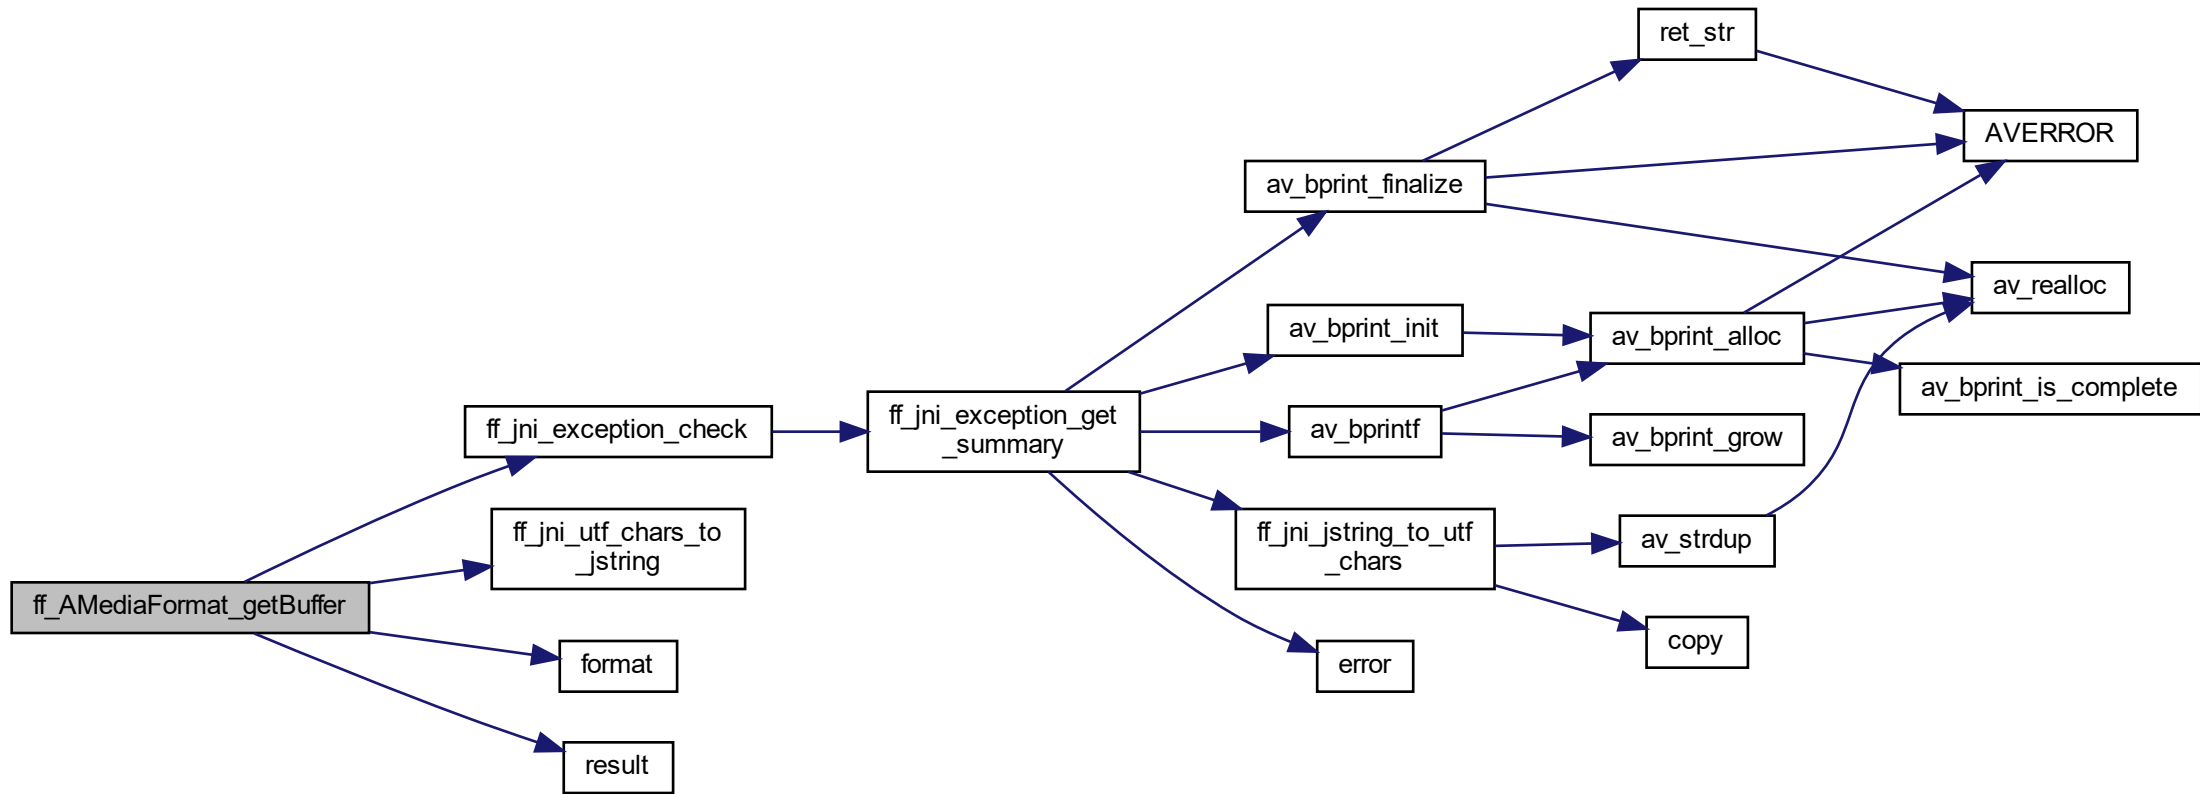 ret_str
AVERROR
av_bprint_finalize
av_realloc
av_bprint_init
av_bprint_alloc
av_bprint_is_complete
ff_jni_exception_get
_summary
ff_jni_exception_check
av_bprintf
av_bprint_grow
ff_jni_utf_chars_to
_jstring
ff_jni_jstring_to_utf
_chars
av_strdup
ff_AMediaFormat_getBuffer
copy
format
error
result